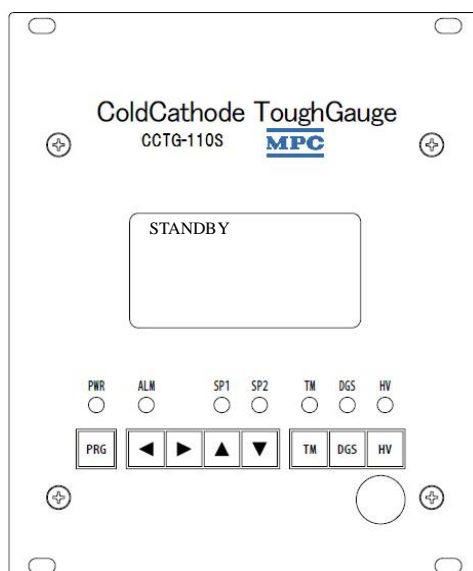 ColdCathode ToughGauge
CCTG-110S MPC
STANDBY
PWR ALM SP1 SP2 TM DGS HV
PRG ◀ ▶ ▲ ▼ TM DGS HV